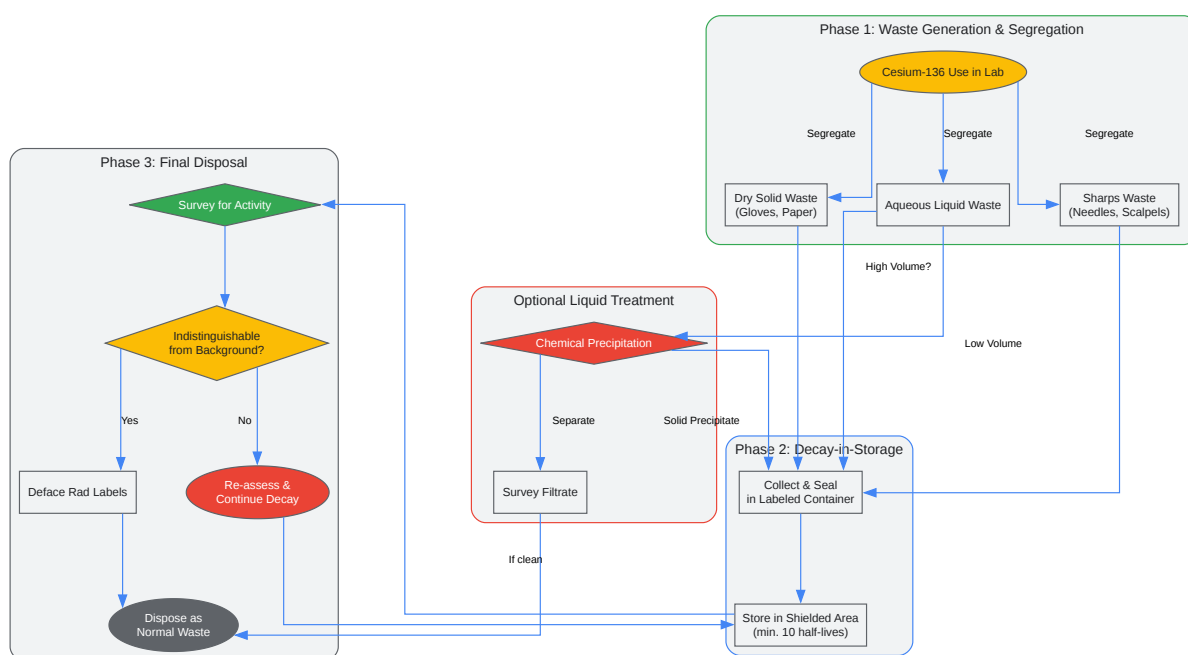 Phase 1: Waste Generation & Segregation
Cesium-136 Use in Lab
Segregate
Segregate
Segregate
Dry Solid Waste
(Gloves, Paper)
Aqueous Liquid Waste
Sharps Waste
(Needles, Scalpels)
High Volume?
Low Volume
Optional Liquid Treatment
Chemical Precipitation
Separate
Solid Precipitate
Survey Filtrate
If clean
Phase 2: Decay-in-Storage
Collect & Seal
in Labeled Container
Store in Shielded Area
(min. 10 half-lives)
Phase 3: Final Disposal
Survey for Activity
Indistinguishable
from Background?
Yes
No
Deface Rad Labels
Re-assess &
Continue Decay
Dispose as
Normal Waste